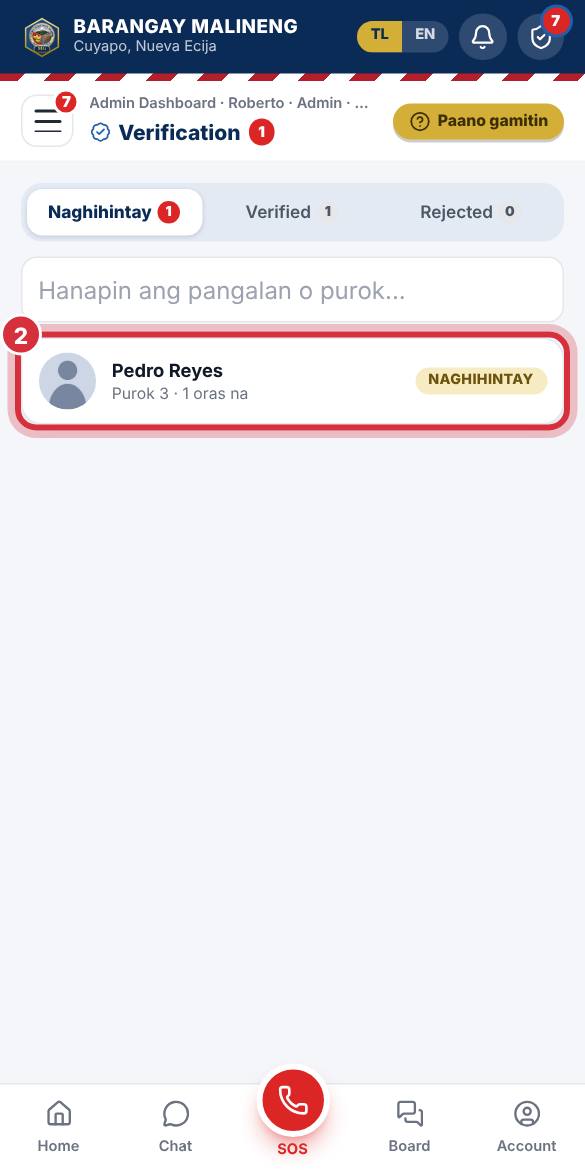 BARANGAY MALINENG
Cuyapo, Nueva Ecija
TL EN
7
7
Admin Dashboard · Roberto · Admin · ...
Verification 1
Paano gamitin
Naghihintay 1
Verified 1
Rejected 0
Hanapin ang pangalan o purok...
2
Pedro Reyes
Purok 3 · 1 oras na
NAGHIHINTAY
Home
Chat
SOS
Board
Account